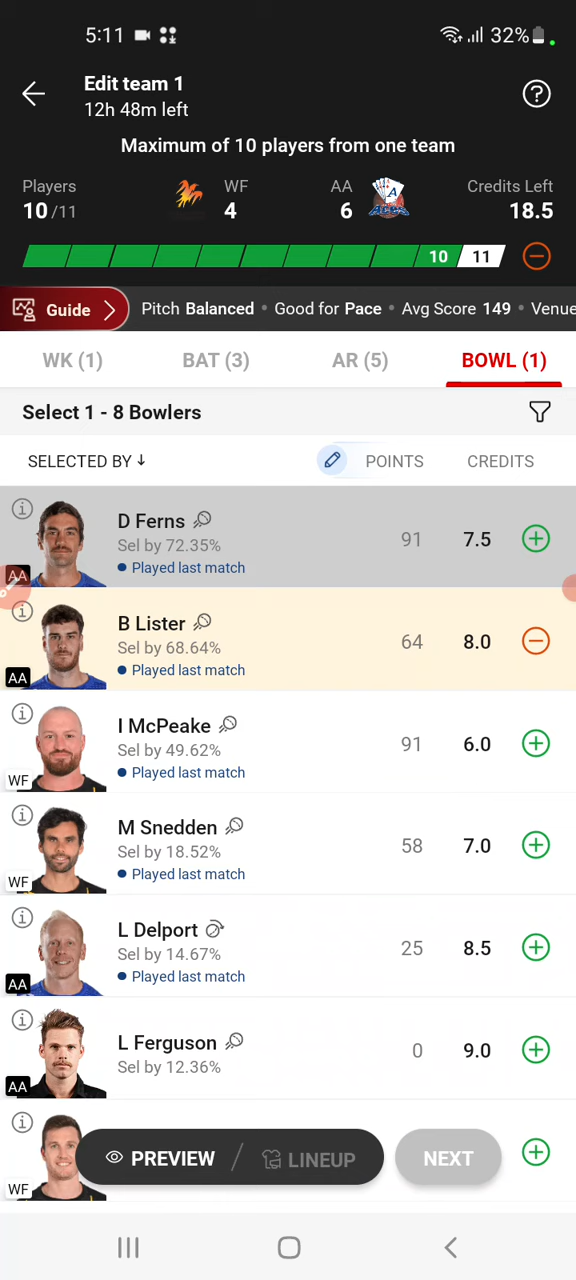 5:11
32%
Edit team 1
12h 48m left
Maximum of 10 players from one team
Players
10/11
WF
4
AA
6
A
ACES
Credits Left
18.5
10
11
Guide
Pitch Balanced • Good for Pace • Avg Score 149 • Venue
WK (1)
BAT (3)
AR (5)
BOWL (1)
Select 1 - 8 Bowlers
SELECTED BY ↓
POINTS
CREDITS
D Ferns
Sel by 72.35%
Played last match
91
7.5
AA
B Lister
Sel by 68.64%
Played last match
64
8.0
AA
I McPeake
Sel by 49.62%
Played last match
91
6.0
WF
M Snedden
Sel by 18.52%
Played last match
58
7.0
WF
L Delport
Sel by 14.67%
Played last match
25
8.5
AA
L Ferguson
Sel by 12.36%
0
9.0
AA
WF
PREVIEW / LINEUP
NEXT